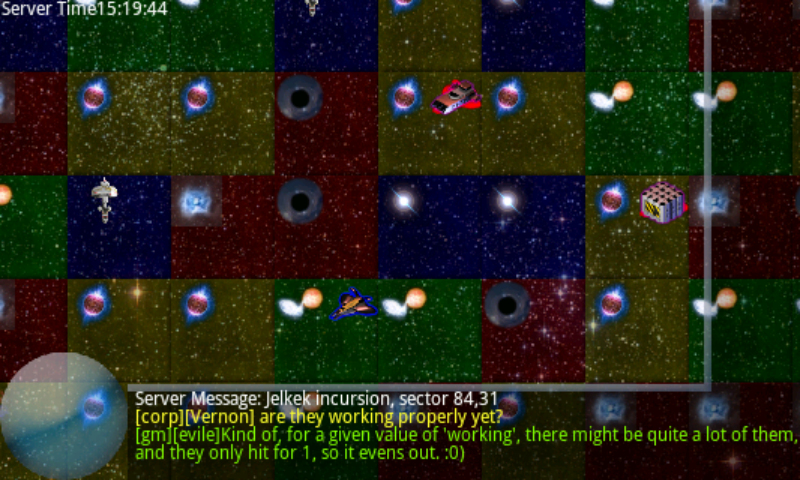 Server Time15:19:44
Server Message: Jelkek incursion, sector 84,31
[corp][Vernon] are they working properly yet?
[gm][evile]Kind of, for a given value of 'working', there might be quite a lot of them,
and they only hit for 1, so it evens out. :0)